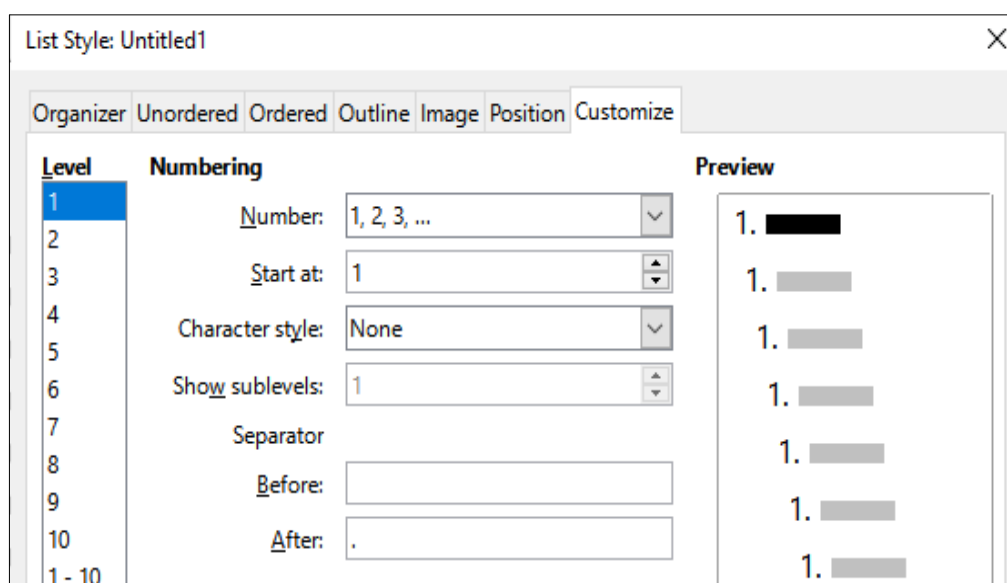 List Style: Untitled1
Organizer Unordered Ordered Outline Image Position Customize
Level Numbering Preview
1
2
3
4
5
6
7
8
9
10
1 - 10
Number: 1, 2, 3, ...
Start at: 1
Character style: None
Show sublevels: 1
Separator
Before:
After: .
1.
1.
1.
1.
1.
1.
1.